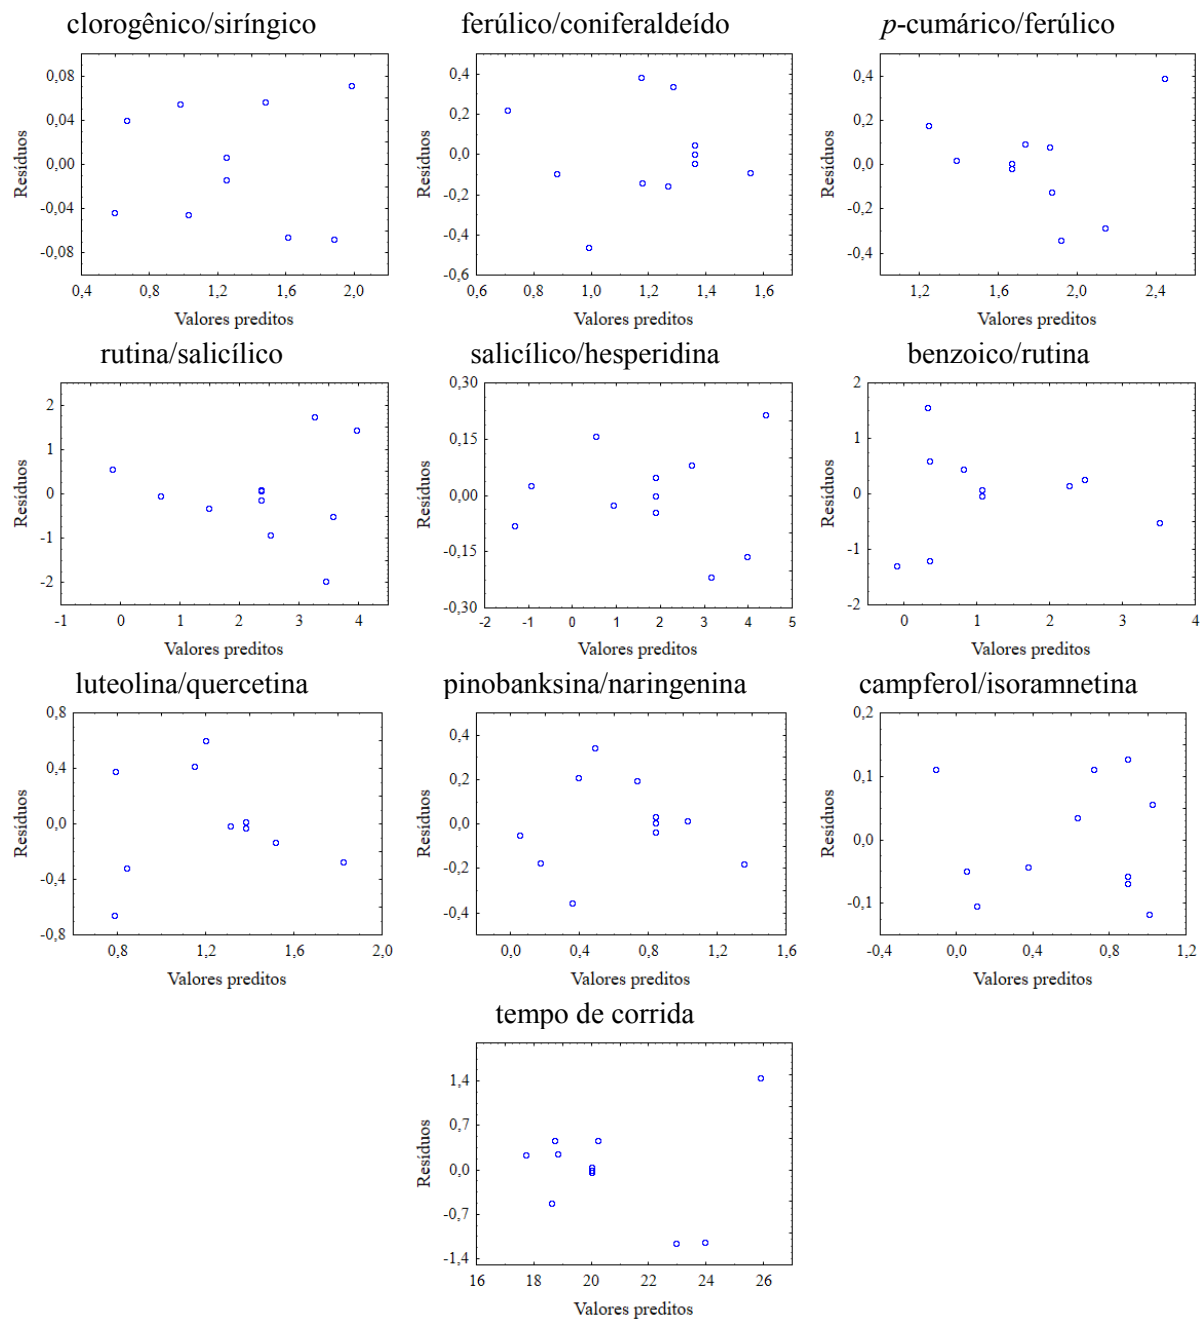 clorogênico/siríngico
ferúlico/coniferaldeído
p-cumárico/ferúlico
0,08
0,04
0,00
-0,04
-0,08
Resíduos
0,4 0,8 1,2 1,6 2,0
Valores preditos
0,4
0,2
0,0
-0,2
-0,4
-0,6
Resíduos
0,6 0,8 1,0 1,2 1,4 1,6
Valores preditos
0,4
0,2
0,0
-0,2
-0,4
Resíduos
1,2 1,6 2,0 2,4
Valores preditos
rutina/salicílico
salicílico/hesperidina
benzoico/rutina
2
1
0
-1
-2
Resíduos
-1 0 1 2 3 4
Valores preditos
0,30
0,15
0,00
-0,15
-0,30
Resíduos
-2 -1 0 1 2 3 4 5
Valores preditos
2
1
0
-1
-2
Resíduos
0 1 2 3 4
Valores preditos
luteolina/quercetina
pinobanksina/naringenina
campferol/isoramnetina
0,8
0,4
0,0
-0,4
-0,8
Resíduos
0,8 1,2 1,6 2,0
Valores preditos
0,4
0,2
0,0
-0,2
-0,4
Resíduos
0,0 0,4 0,8 1,2 1,6
Valores preditos
0,2
0,1
0,0
-0,1
Resíduos
-0,4 0,0 0,4 0,8 1,2
Valores preditos
tempo de corrida
1,4
0,7
0,0
-0,7
-1,4
Resíduos
16 18 20 22 24 26
Valores preditos